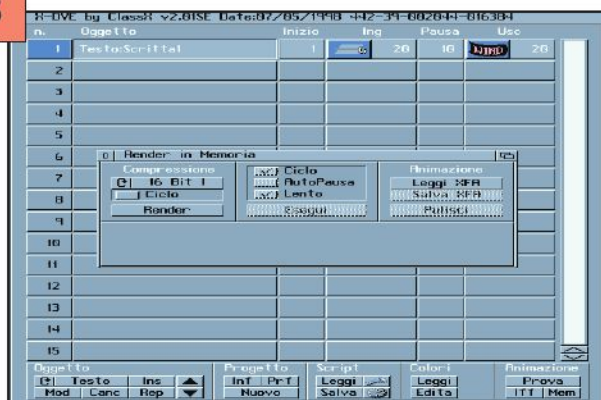 X-DVE by ClassX v2.01SE Date:07/05/1998 442-39-002044-016384
n. Oggetto Inizio Ing Pausa Usc
1 Testo:Scritta1 1 20 10 WIND 20
2
3
4
5
6
7
8
9
10
11
12
13
14
15
Render in Memoria
Compressione Animazione
16 Bit I Ciclo Leggi XFA
Ciclo AutoPausa Salva XFA
Render Lento Pulisci
Esegui
Oggetto Progetto Script Colori Animazione
Testo Ins Inf Prf Leggi Leggi Prova
Mod Canc Rep Nuovo Salva Edita Iff Mem